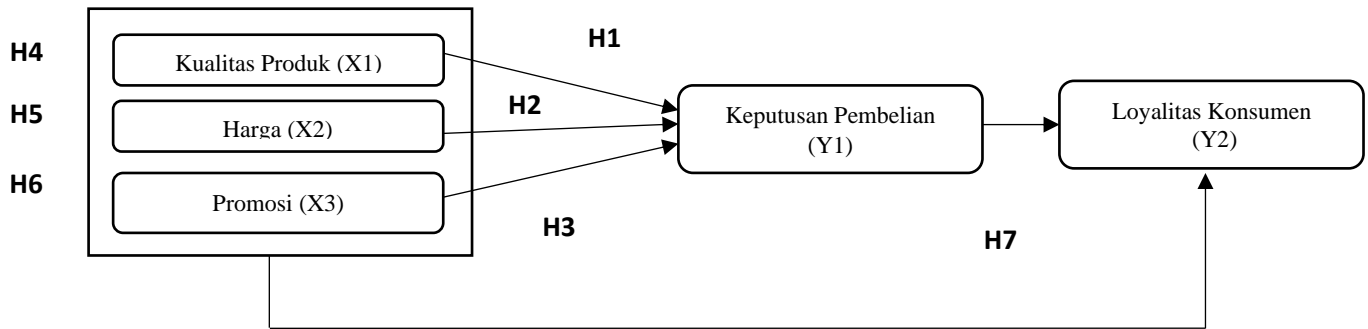 H4
H5
H6
Kualitas Produk (X1)
Harga (X2)
Promosi (X3)
H1
H2
H3
Keputusan Pembelian
(Y1)
H7
Loyalitas Konsumen
(Y2)